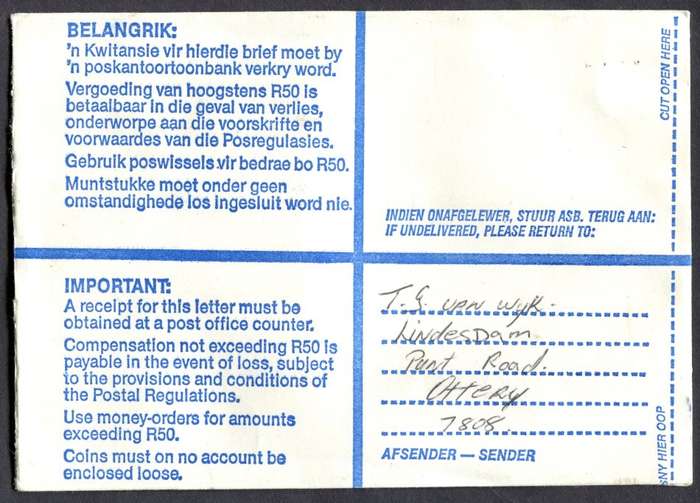 BELANGRIK:
'n Kwitansie vir hierdie brief moet by
'n poskantoortoonbank verkry word.
Vergoeding van hoogstens R50 is
betaalbaar in die geval van verlies,
onderworpe aan die voorskrifte en
voorwaardes van die Posregulasies.
Gebruik poswissels vir bedrae bo R50.
Muntstukke moet onder geen
omstandighede los ingesluit word nie.
IMPORTANT:
A receipt for this letter must be
obtained at a post office counter.
Compensation not exceeding R50 is
payable in the event of loss, subject
to the provisions and conditions of
the Postal Regulations.
Use money-orders for amounts
exceeding R50.
Coins must on no account be
enclosed loose.
INDIEN ONAFGELEWER, STUUR ASB. TERUG AAN:
IF UNDELIVERED, PLEASE RETURN TO:
T. G. van Wyk.
LindesDam
Punt Road.
Ottery
7808.
AFSENDER — SENDER
CUT OPEN HERE
SNY HIER OOP